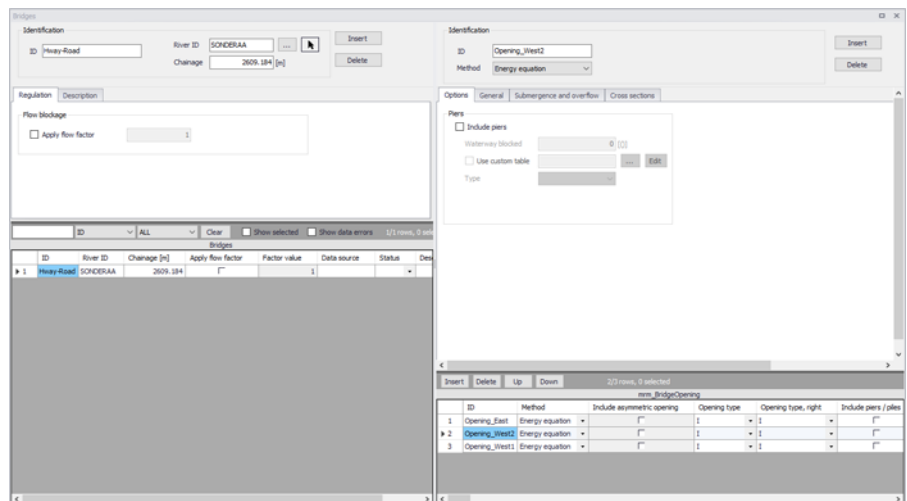 Bridges
Identification
ID Hway-Road River ID SONDERAA ... Insert
Chainage 2609.184 [m] Delete
Regulation Description
Flow blockage
Apply flow factor 1
ID ALL Clear Show selected Show data errors 1/1 rows, 0 sele
Bridges
ID River ID Chainage [m] Apply flow factor Factor value Data source Status Des
1 Hway-Road SONDERAA 2609.184 1
Identification
ID Opening_West2 Insert
Method Energy equation Delete
Options General Submergence and overflow Cross sections
Piers
Include piers
Waterway blocked 0 [()]
Use custom table ... Edit
Type
Insert Delete Up Down 2/3 rows, 0 selected
mrm_BridgeOpening
ID Method Include asymmetric opening Opening type Opening type, right Include piers / piles
1 Opening_East Energy equation I I
2 Opening_West2 Energy equation I I
3 Opening_West1 Energy equation I I